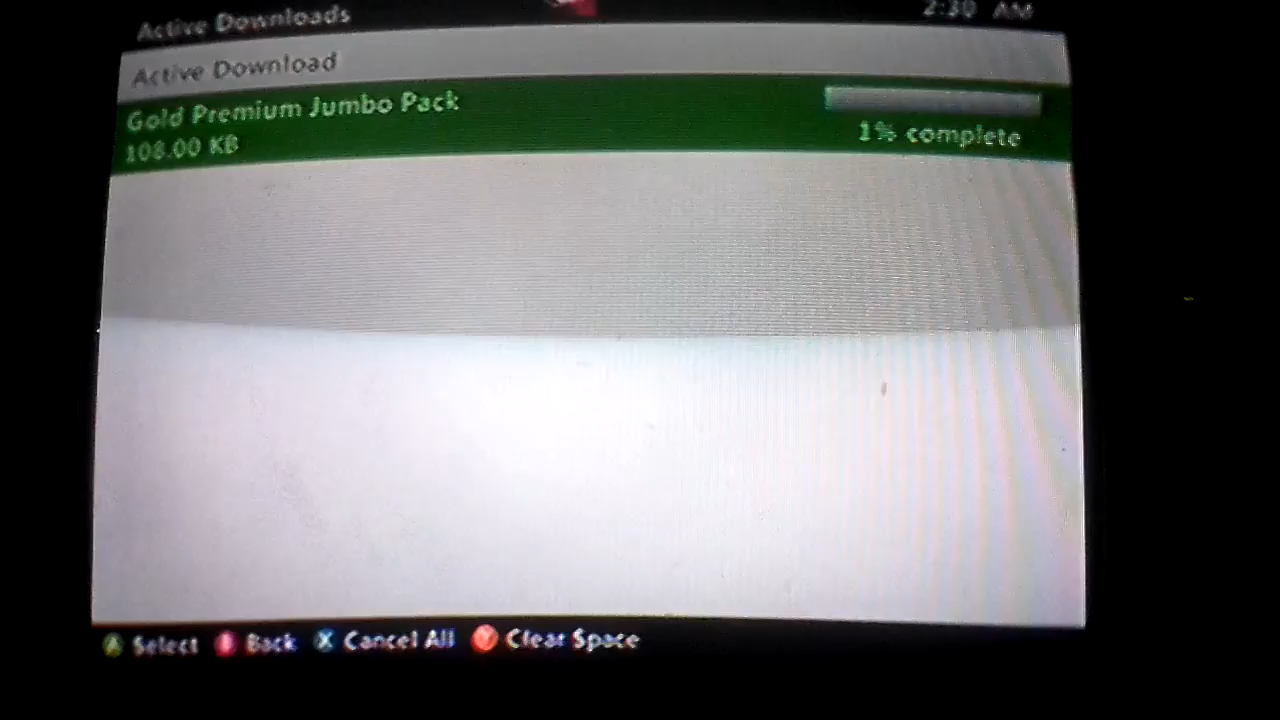 Active Downloads
2:30 AM
Active Download
Gold Premium Jumbo Pack
108.00 KB
1% complete
A Select B Back X Cancel All Y Clear Space